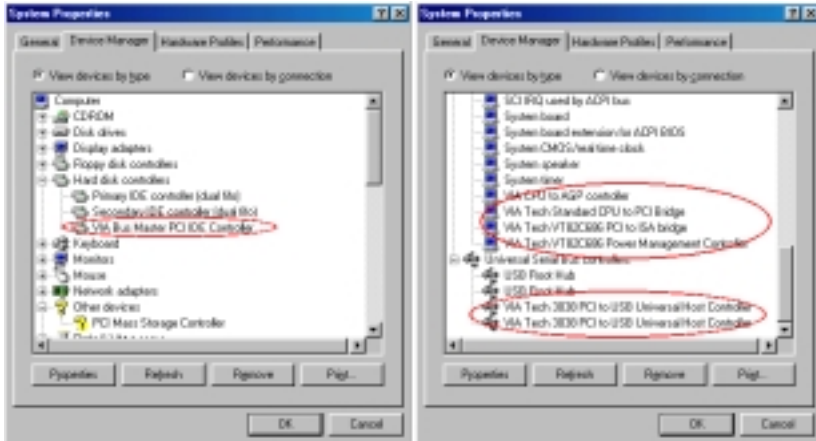 System Properties
General Device Manager Hardware Profiles Performance
View devices by type View devices by connection
Computer
CDROM
Disk drives
Display adapters
Floppy disk controllers
Hard disk controllers
Primary IDE controller (dual fifo)
Secondary IDE controller (dual fifo)
VIA Bus Master PCI IDE Controller
Keyboard
Monitors
Mouse
Network adapters
Other devices
PCI Mass Storage Controller
Properties Refresh Remove Print...
OK Cancel
System Properties
General Device Manager Hardware Profiles Performance
View devices by type View devices by connection
SCI IRQ used by ACPI bus
System board
System board extension for ACPI BIOS
System CMOS/real time clock
System speaker
System timer
VIA CPU to AGP controller
VIA Tech Standard CPU to PCI Bridge
VIA Tech VT82C686 PCI to ISA bridge
VIA Tech VT82C686 Power Management Controller
Universal Serial Bus controllers
USB Root Hub
USB Root Hub
VIA Tech 3038 PCI to USB Universal Host Controller
VIA Tech 3038 PCI to USB Universal Host Controller
Properties Refresh Remove Print...
OK Cancel